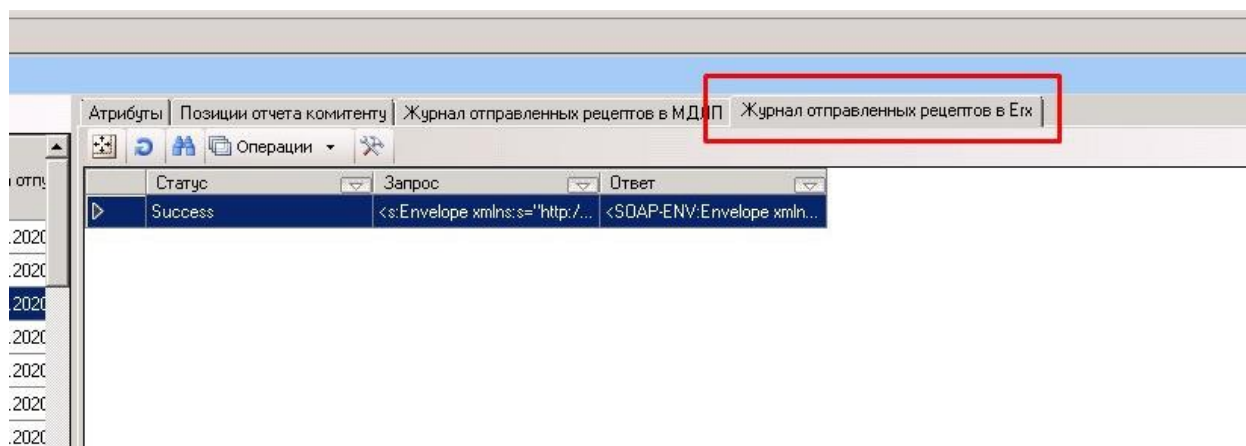 Атрибуты Позиции отчета комитенту Журнал отправленных рецептов в МДЛП Журнал отправленных рецептов в Erx
Операции
Статус Запрос Ответ
Success <s:Envelope xmlns:s="http:/... <SOAP-ENV:Envelope xmln...
.2020
.2020
.2020
.2020
.2020
.2020
.2020